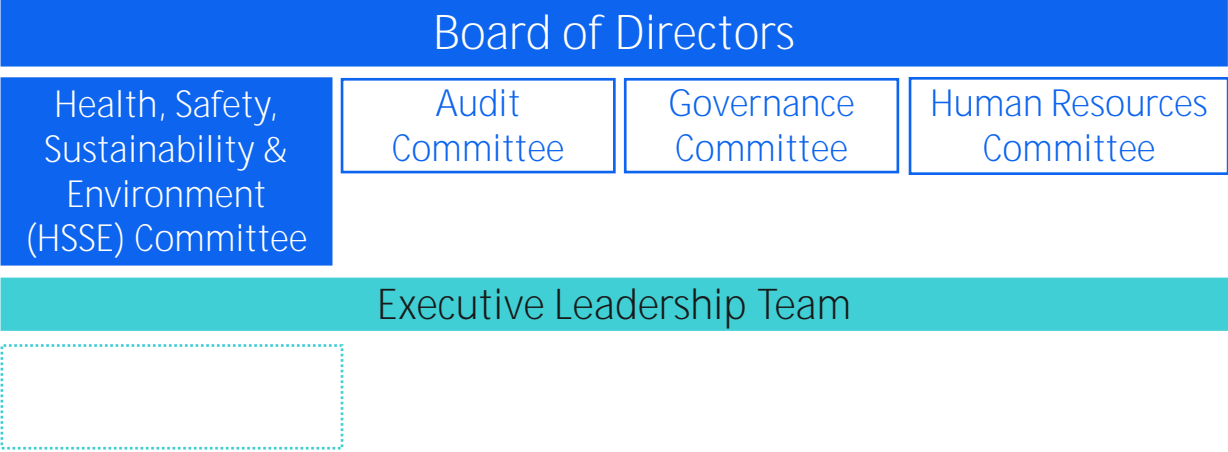 Board of Directors
Health, Safety,
Sustainability &
Environment
(HSSE) Committee
Audit
Committee
Governance
Committee
Human Resources
Committee
Executive Leadership Team